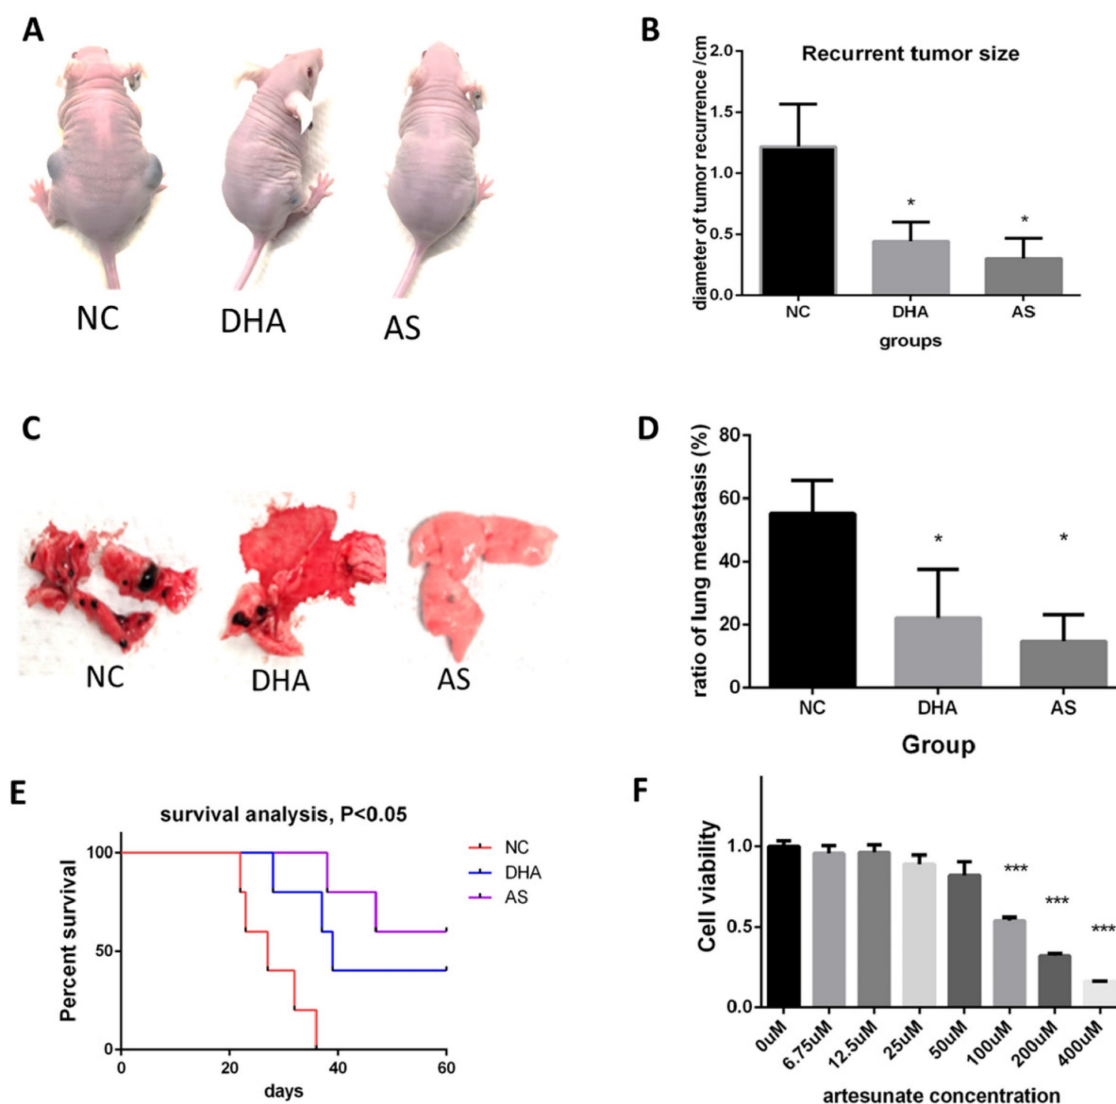 A
NC
DHA
AS
B
Recurrent tumor size
diameter of tumor recurrence /cm
2.0
1.5
1.0
0.5
0.0
*
*
NC
DHA
AS
groups
C
NC
DHA
AS
D
ratio of lung metastasis (%)
80
60
40
20
0
*
*
NC
DHA
AS
Group
E
survival analysis, P<0.05
Percent survival
100
50
0
0
20
40
60
days
NC
DHA
AS
F
Cell viability
1.0
0.5
0.0
***
***
***
0uM
6.75uM
12.5uM
25uM
50uM
100uM
200uM
400uM
artesunate concentration